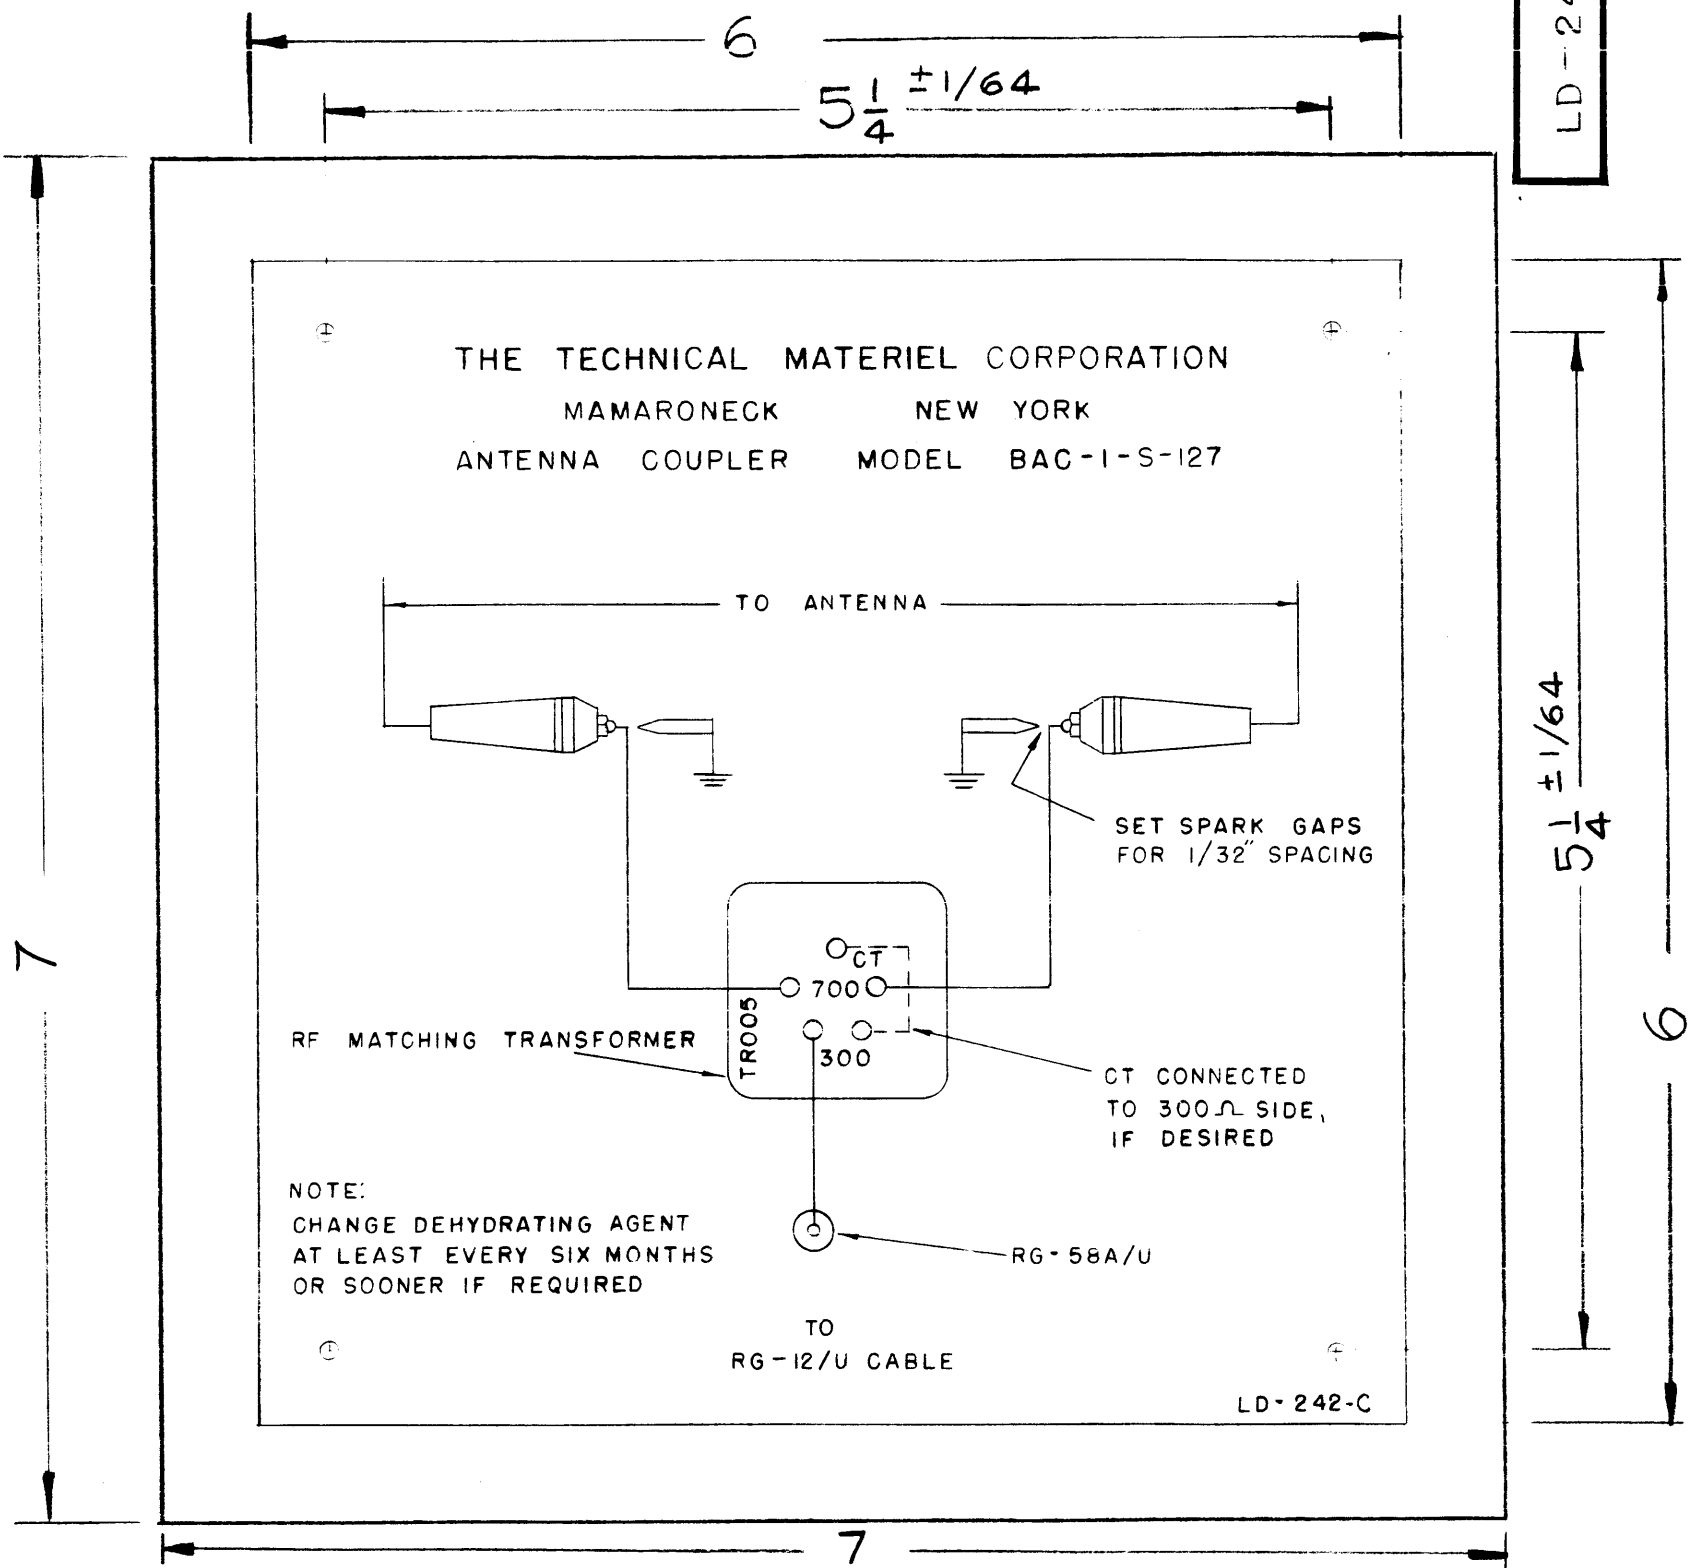 6
5 1/4 ±1/64
LD-24
THE TECHNICAL MATERIEL CORPORATION
MAMARONECK NEW YORK
ANTENNA COUPLER MODEL BAC-1-S-127
TO ANTENNA
SET SPARK GAPS
FOR 1/32" SPACING
5 1/4 ±1/64
7
6
CT
700
TR005
300
RF MATCHING TRANSFORMER
CT CONNECTED
TO 300Ω SIDE,
IF DESIRED
NOTE:
CHANGE DEHYDRATING AGENT
AT LEAST EVERY SIX MONTHS
OR SOONER IF REQUIRED
RG-58A/U
TO
RG-12/U CABLE
LD-242-C
7